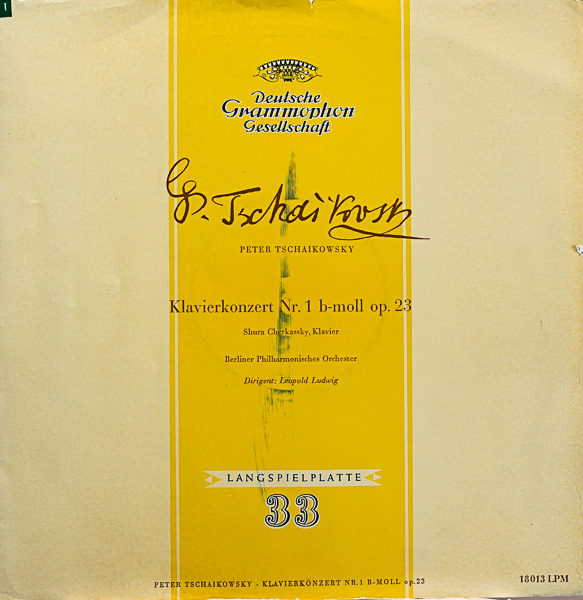 1
Deutsche
Grammophon
Gesellschaft
P. Tschaikovsky
PETER TSCHAIKOWSKY
Klavierkonzert Nr. 1 b-moll op. 23
Shura Cherkassky, Klavier
Berliner Philharmonisches Orchester
Dirigent: Leopold Ludwig
LANGSPIELPLATTE
33
PETER TSCHAIKOWSKY · KLAVIERKONZERT NR. 1 B-MOLL op. 23
18013 LPM